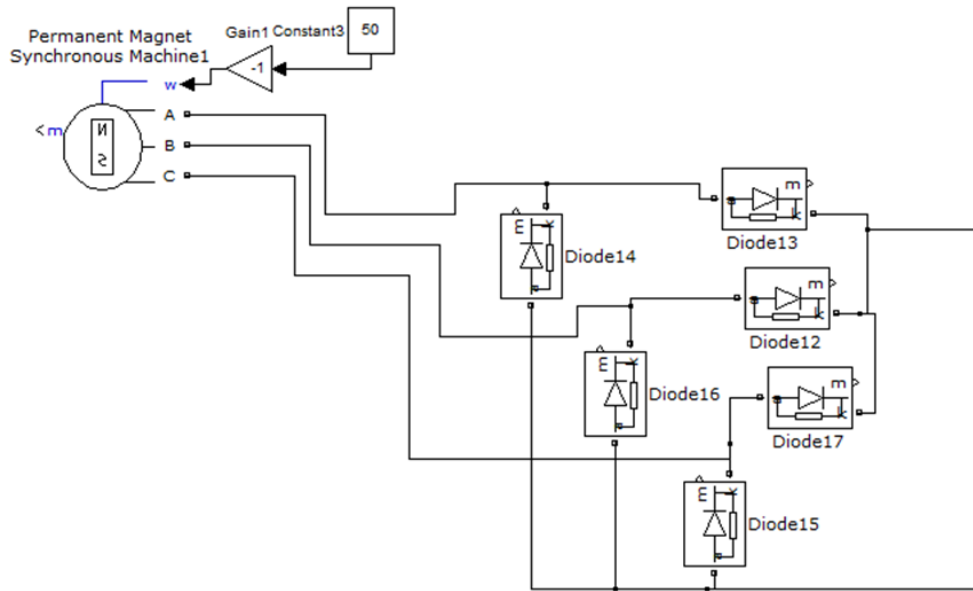 50
Gain1 Constant3
Permanent Magnet
Synchronous Machine1
-1
w
A
<m
N
B
S
C
m
a
k
Diode13
m
k
a
Diode14
m
a
k
Diode12
m
k
a
Diode16
m
a
k
Diode17
m
k
a
Diode15